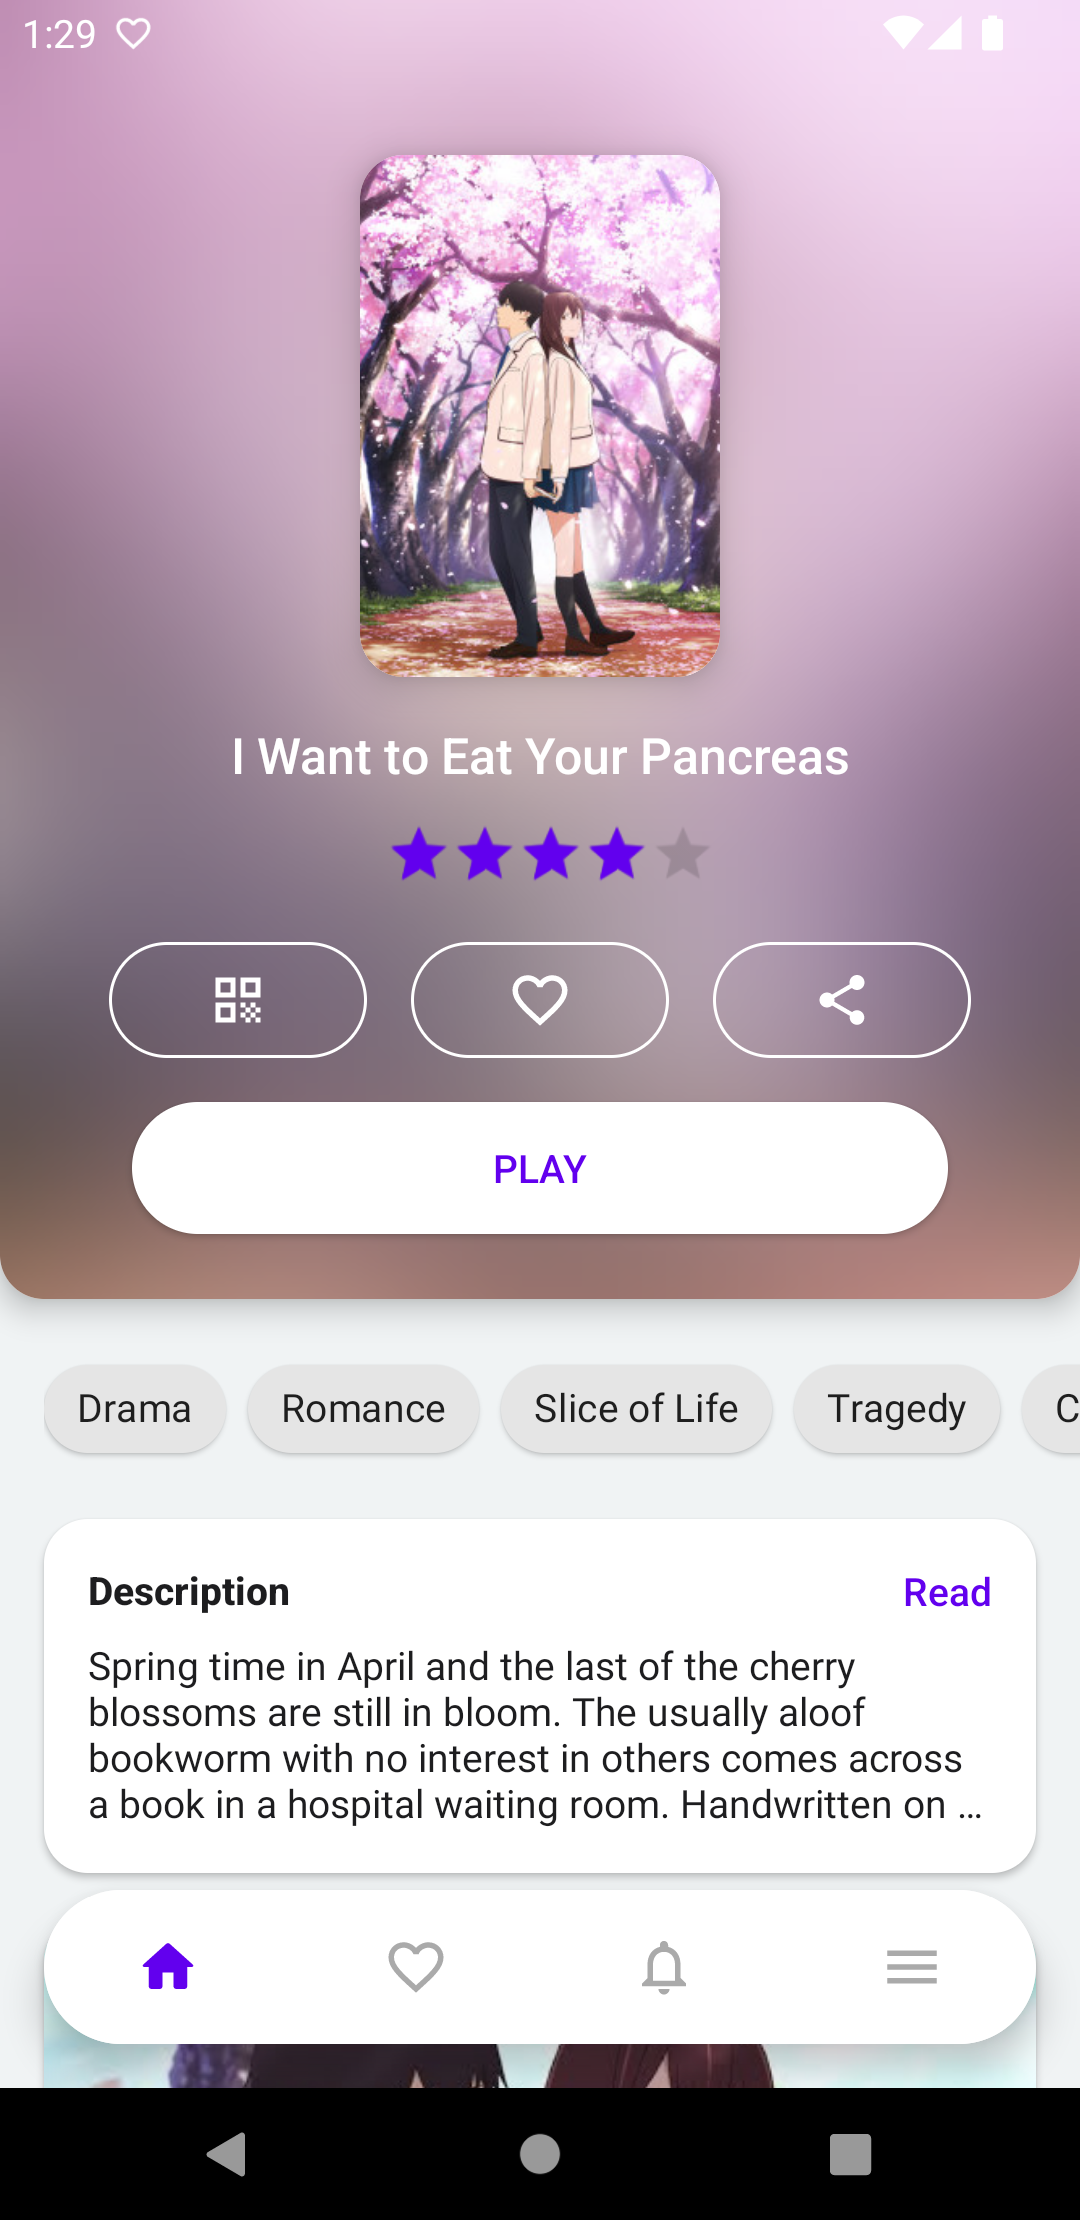 1:29
I Want to Eat Your Pancreas
PLAY
Drama Romance Slice of Life Tragedy C
Description Read
Spring time in April and the last of the cherry
blossoms are still in bloom. The usually aloof
bookworm with no interest in others comes across
a book in a hospital waiting room. Handwritten on ...